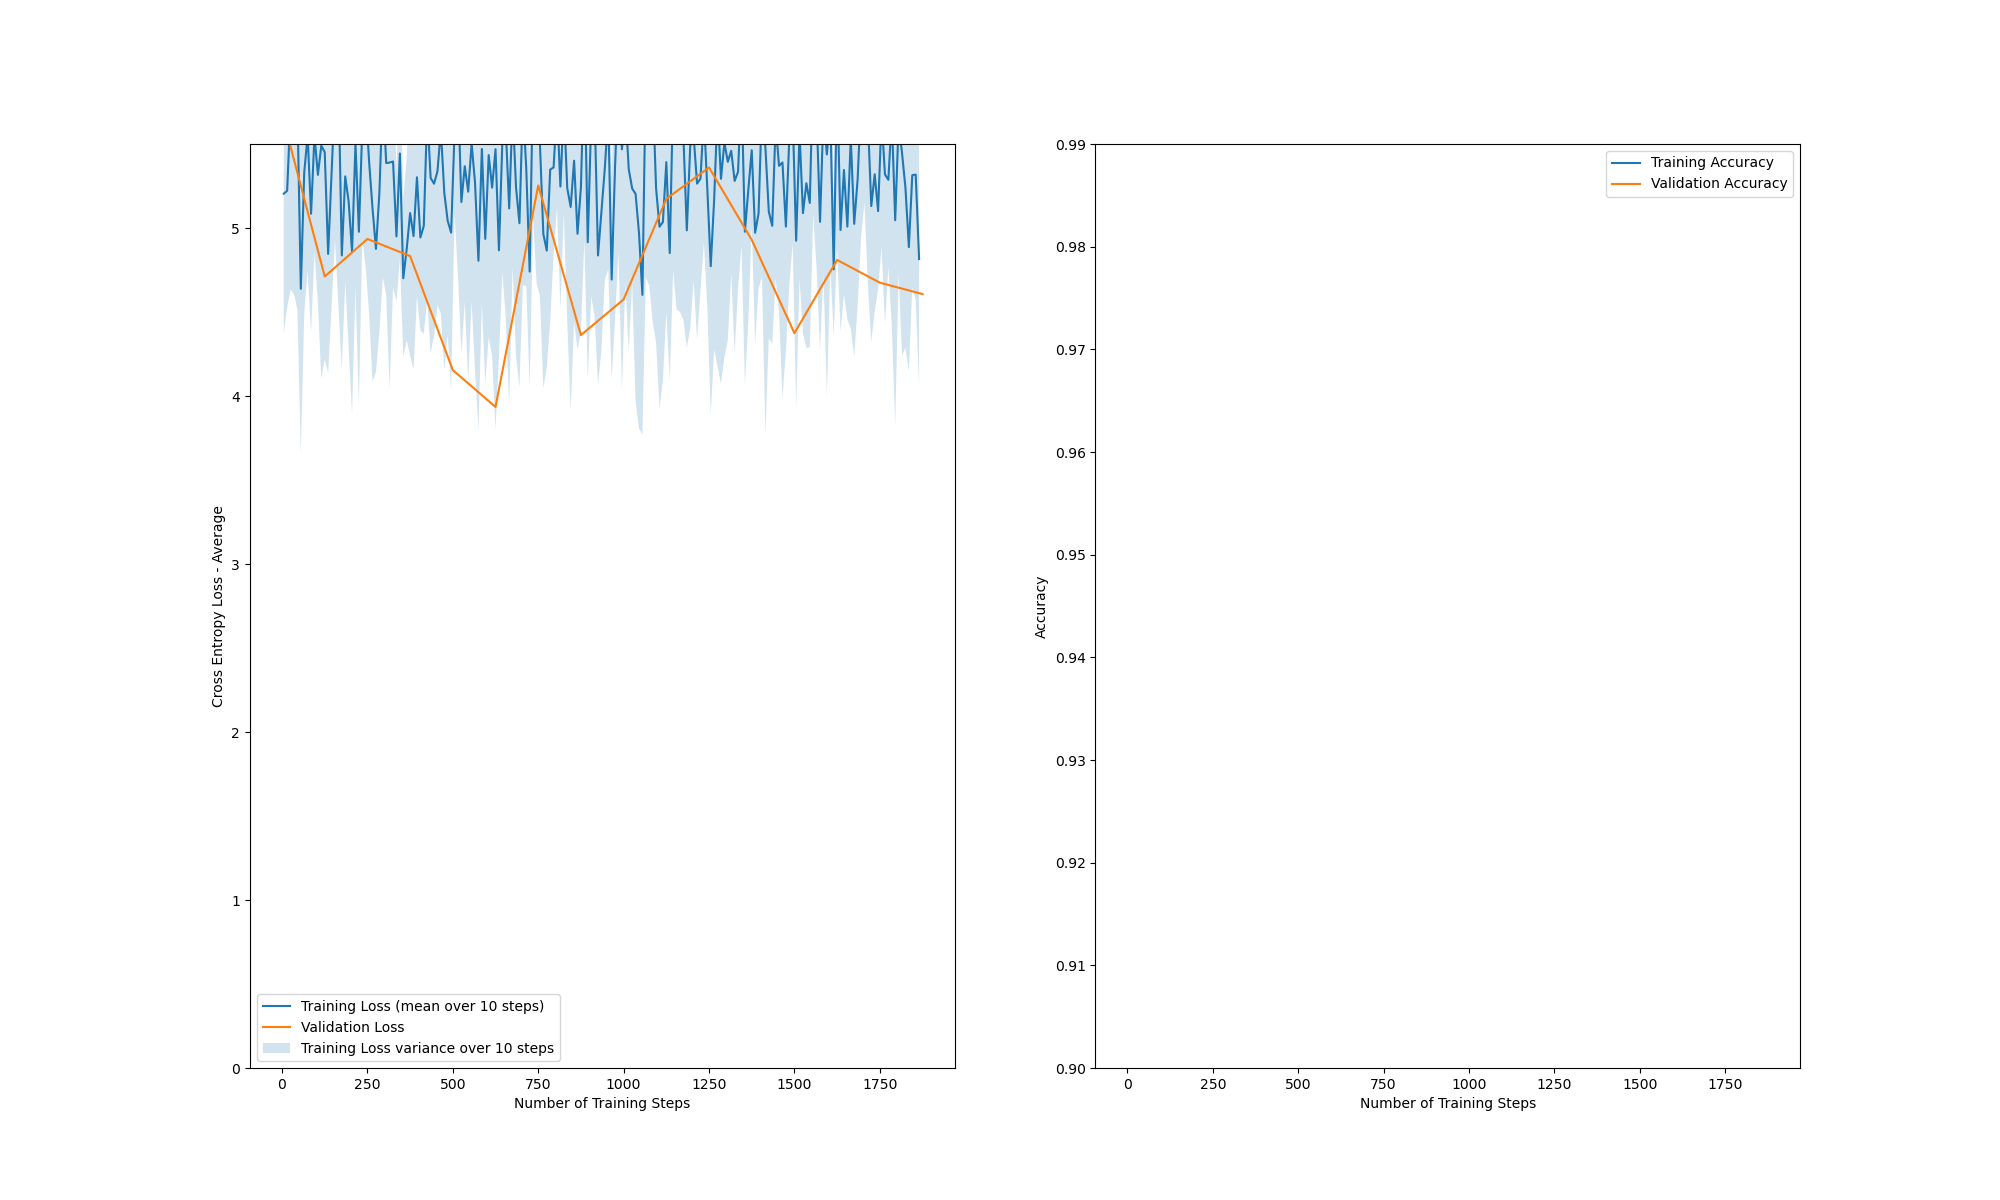 5
4
3
2
1
0
Cross Entropy Loss - Average
Training Loss (mean over 10 steps)
Validation Loss
Training Loss variance over 10 steps
0 250 500 750 1000 1250 1500 1750
Number of Training Steps
Training Accuracy
Validation Accuracy
0.99
0.98
0.97
0.96
0.95
0.94
0.93
0.92
0.91
0.90
Accuracy
0 250 500 750 1000 1250 1500 1750
Number of Training Steps